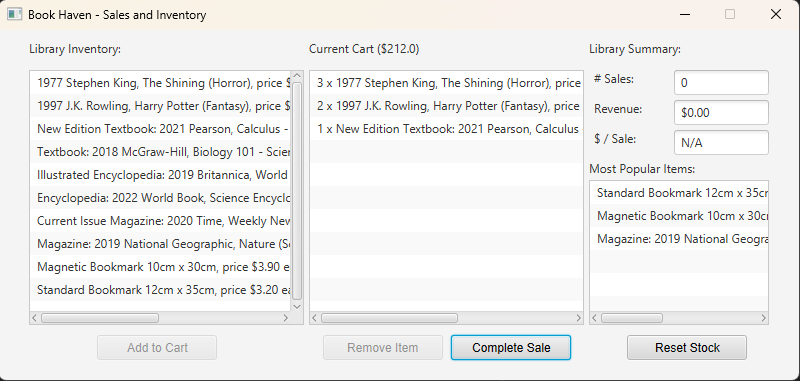 Book Haven - Sales and Inventory
Library Inventory:
1977 Stephen King, The Shining (Horror), price $
1997 J.K. Rowling, Harry Potter (Fantasy), price $
New Edition Textbook: 2021 Pearson, Calculus -
Textbook: 2018 McGraw-Hill, Biology 101 - Scien
Illustrated Encyclopedia: 2019 Britannica, World
Encyclopedia: 2022 World Book, Science Encyclo
Current Issue Magazine: 2020 Time, Weekly New
Magazine: 2019 National Geographic, Nature (So
Magnetic Bookmark 10cm x 30cm, price $3.90 e
Standard Bookmark 12cm x 35cm, price $3.20 ea
Add to Cart
Current Cart ($212.0)
3 x 1977 Stephen King, The Shining (Horror), price
2 x 1997 J.K. Rowling, Harry Potter (Fantasy), price
1 x New Edition Textbook: 2021 Pearson, Calculus
Remove Item
Complete Sale
Library Summary:
# Sales:
0
Revenue:
$0.00
$ / Sale:
N/A
Most Popular Items:
Standard Bookmark 12cm x 35cm
Magnetic Bookmark 10cm x 30cm
Magazine: 2019 National Geogra
Reset Stock